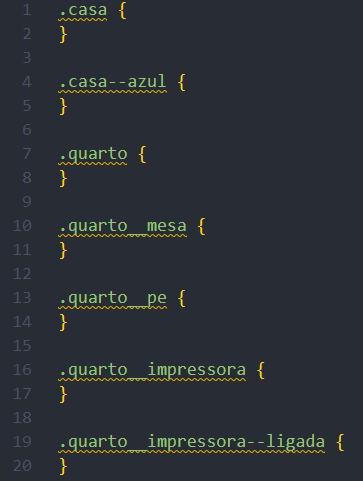 1 .casa {
2 }
3
4 .casa--azul {
5 }
6
7 .quarto {
8 }
9
10 .quarto__mesa {
11 }
12
13 .quarto__pe {
14 }
15
16 .quarto__impressora {
17 }
18
19 .quarto__impressora--ligada {
20 }